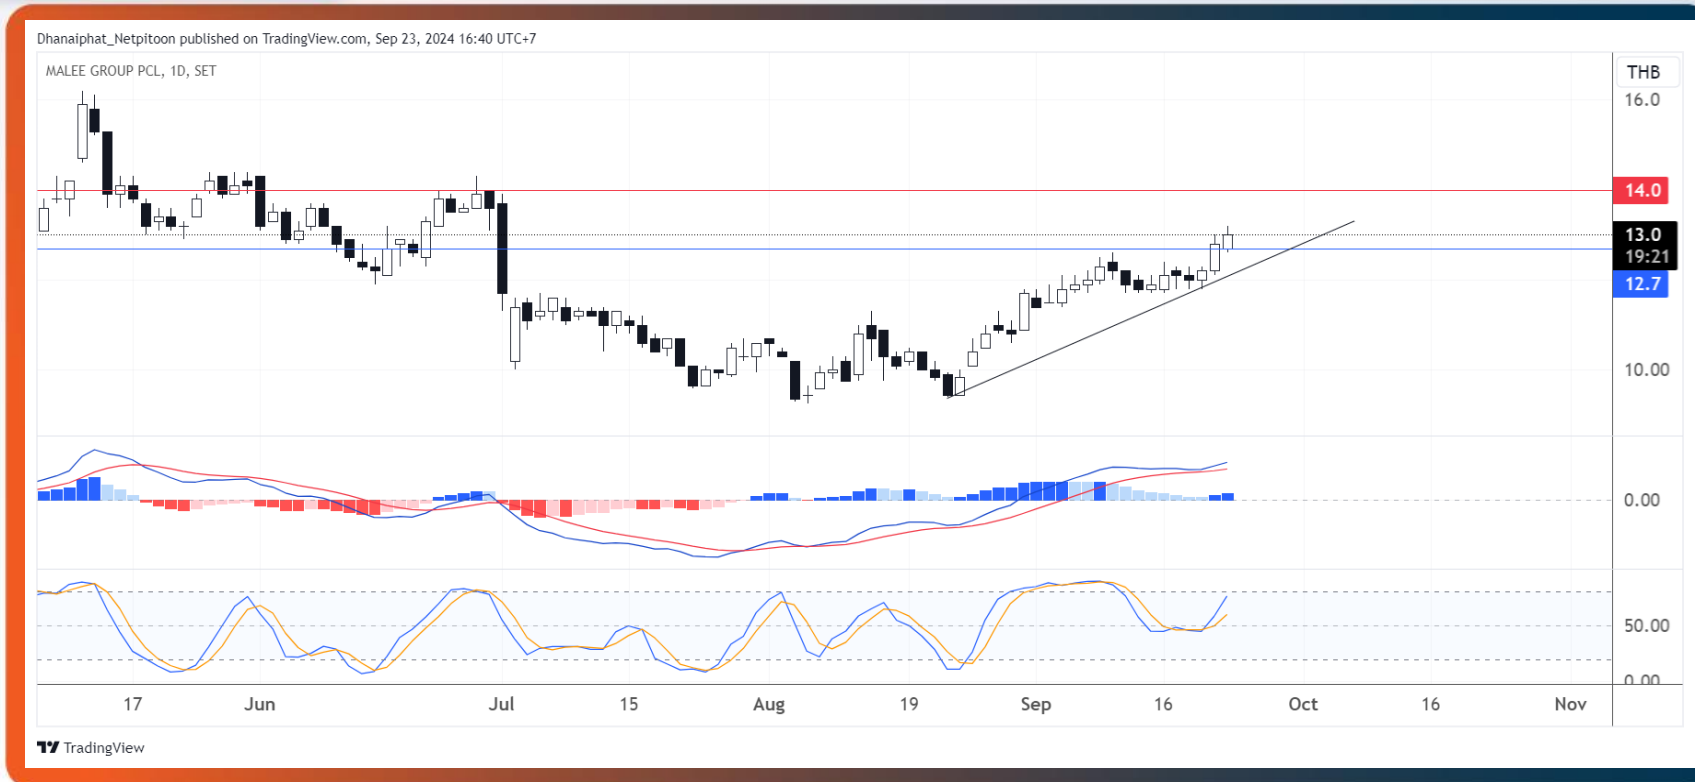 Dhanaiphat_Netpitoon published on TradingView.com, Sep 23, 2024 16:40 UTC+7
MALEE GROUP PCL, 1D, SET
THB
16.0
14.0
13.0
19:21
12.7
10.00
0.00
50.00
0.00
17 Jun Jul 15 Aug 19 Sep 16 Oct 16 Nov
TradingView